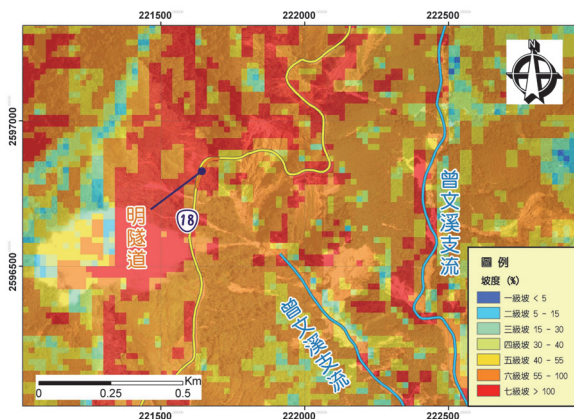 221500
222000
222500
N
2597000
2596500
明隧道
18
曾文溪支流
曾文溪支流
圖 例
坡度 (%)
一級坡 < 5
二級坡 5 - 15
三級坡 15 - 30
四級坡 30 - 40
五級坡 40 - 55
六級坡 55 - 100
七級坡 > 100
Km
0
0.25
0.5
221500
222000
222500